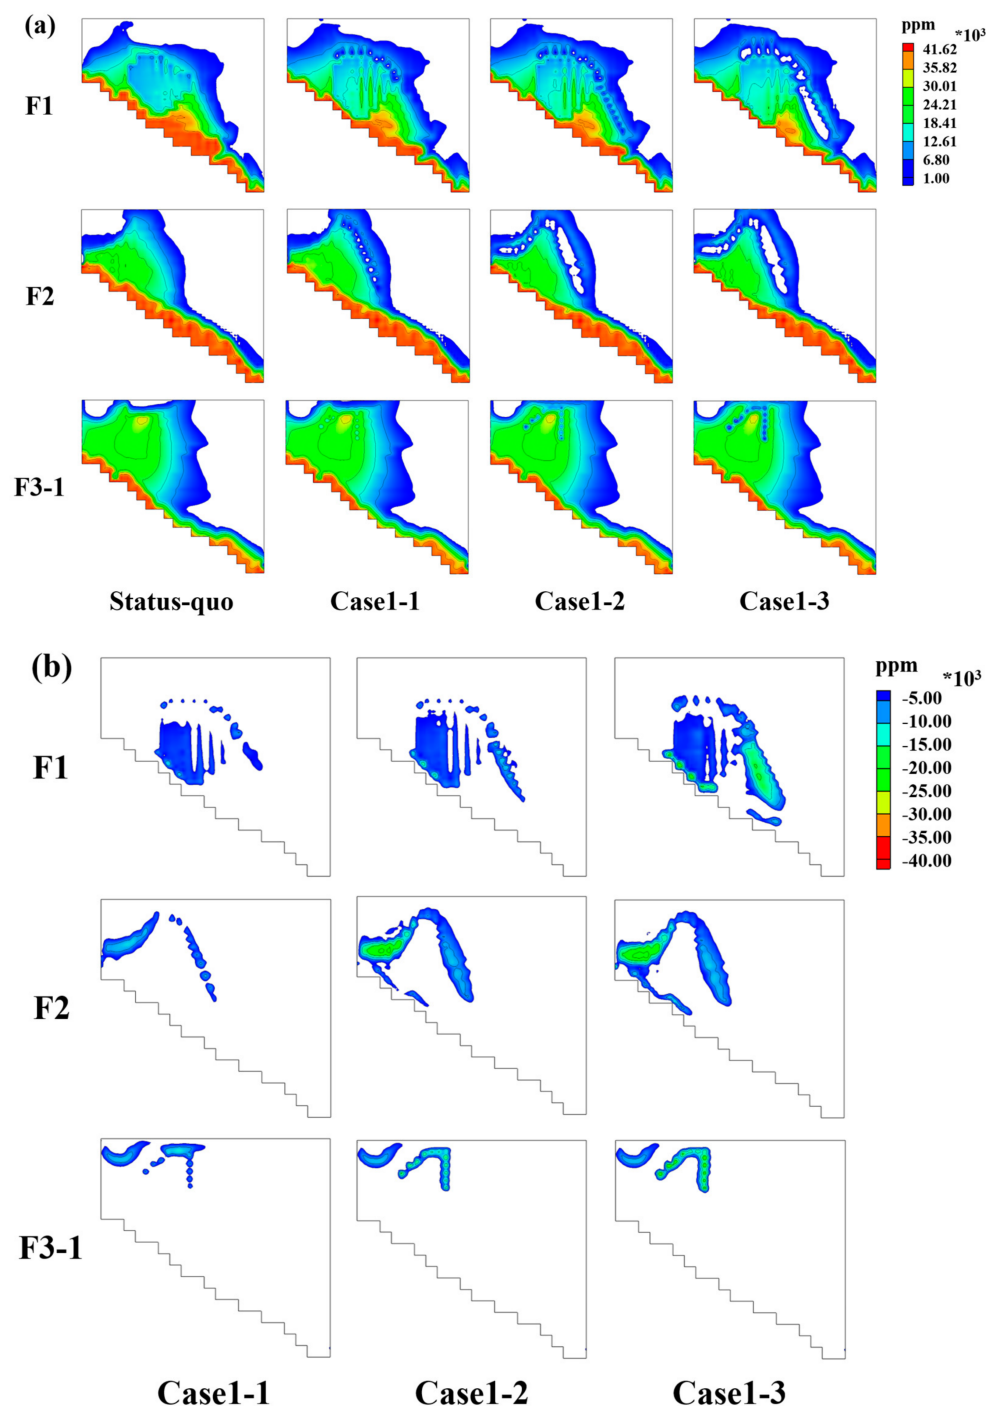 (a)
ppm *10³
F1
41.62
35.82
30.01
24.21
18.41
12.61
6.80
1.00
F2
F3-1
Status-quo Case1-1 Case1-2 Case1-3
(b)
ppm *10³
F1
-5.00
-10.00
-15.00
-20.00
-25.00
-30.00
-35.00
-40.00
F2
F3-1
Case1-1 Case1-2 Case1-3